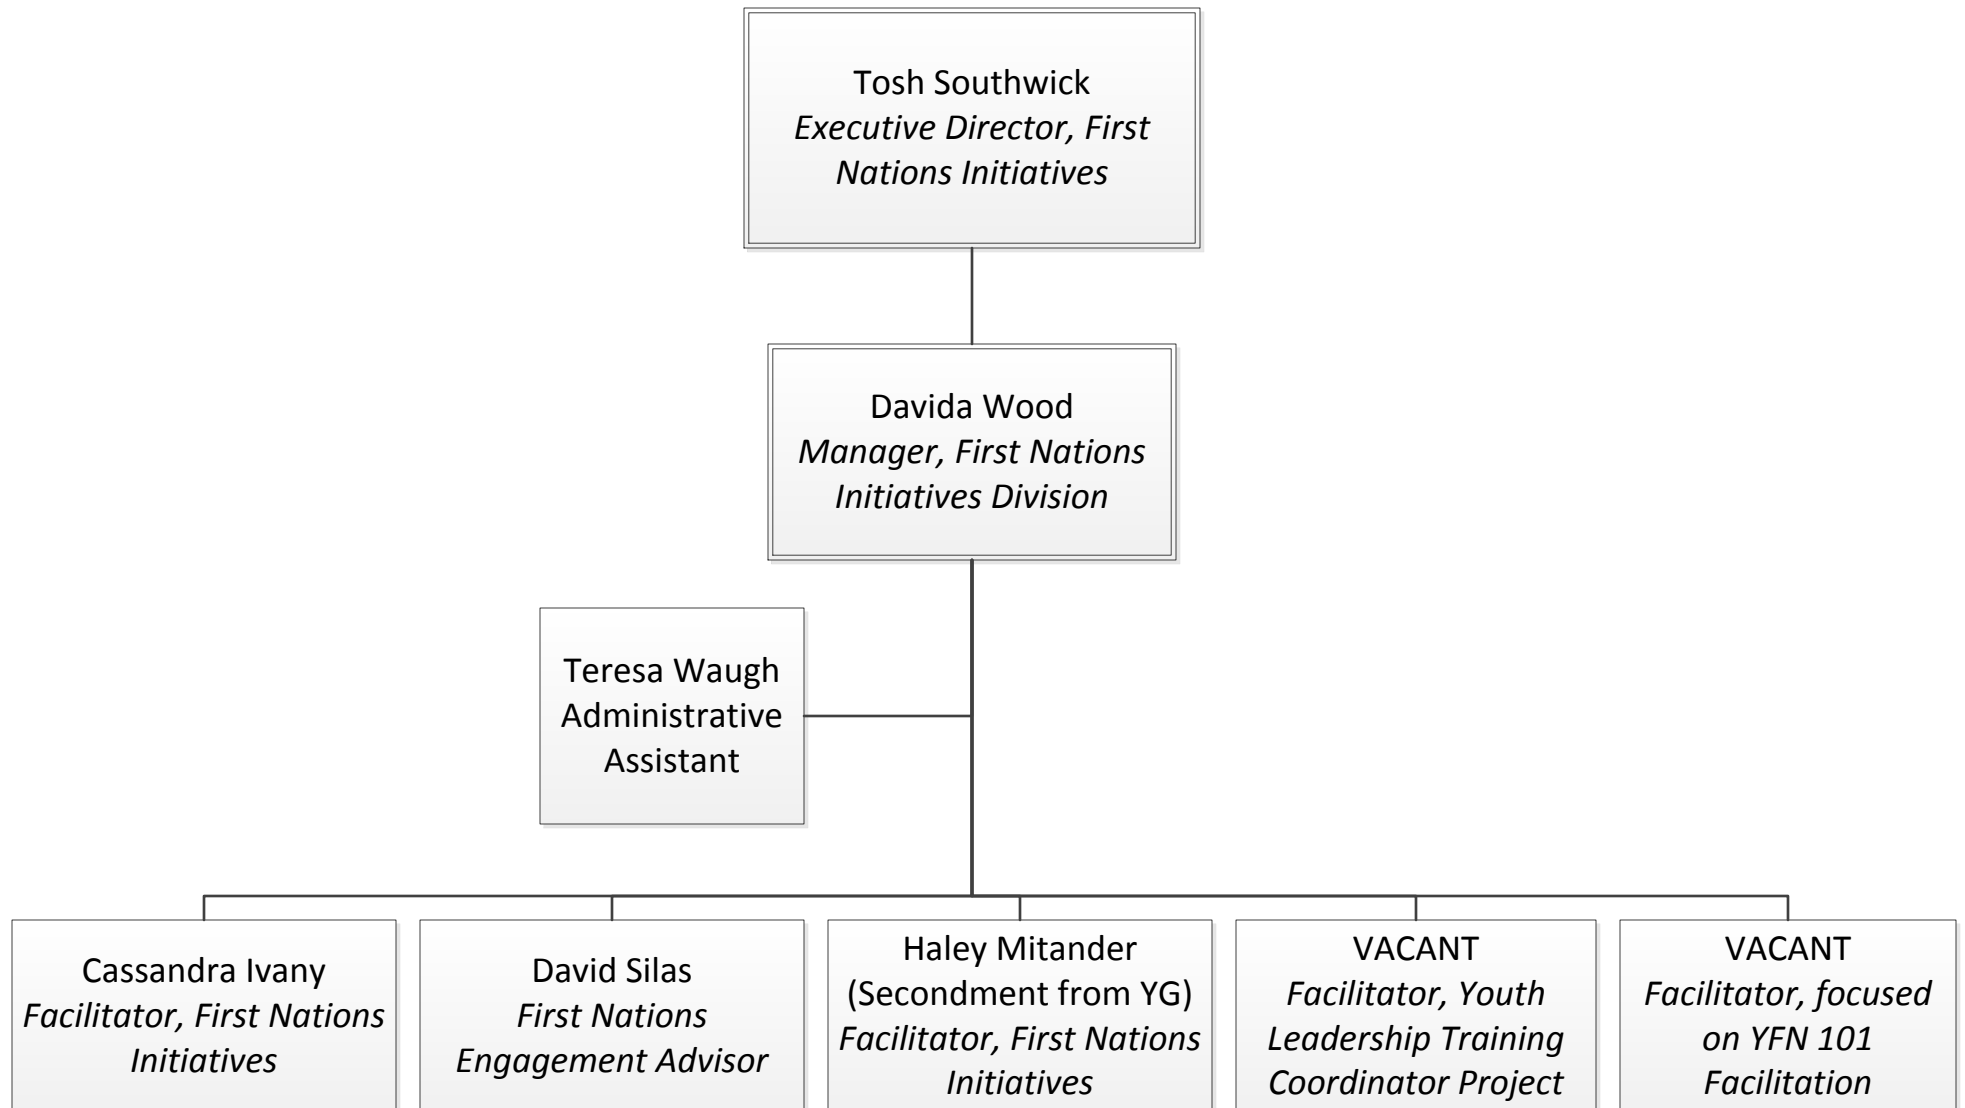 Tosh Southwick
Executive Director, First
Nations Initiatives
Davida Wood
Manager, First Nations
Initiatives Division
Teresa Waugh
Administrative
Assistant
Cassandra Ivany
Facilitator, First Nations
Initiatives
David Silas
First Nations
Engagement Advisor
Haley Mitander
(Secondment from YG)
Facilitator, First Nations
Initiatives
VACANT
Facilitator, Youth
Leadership Training
Coordinator Project
VACANT
Facilitator, focused
on YFN 101
Facilitation